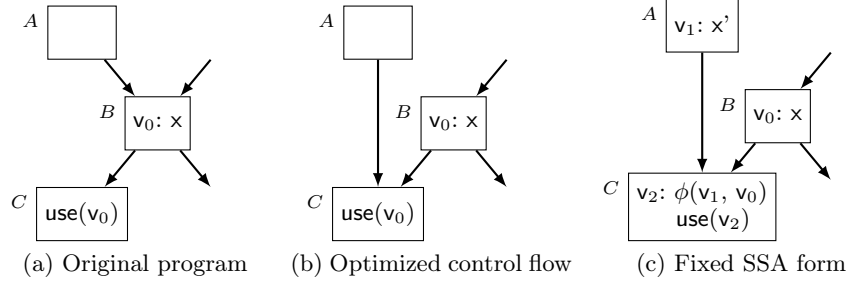 A
B
v₀: x
C
use(v₀)
(a) Original program
A
B
v₀: x
C
use(v₀)
(b) Optimized control flow
A
v₁: x’
B
v₀: x
C
v₂: ϕ(v₁, v₀)
use(v₂)
(c) Fixed SSA form